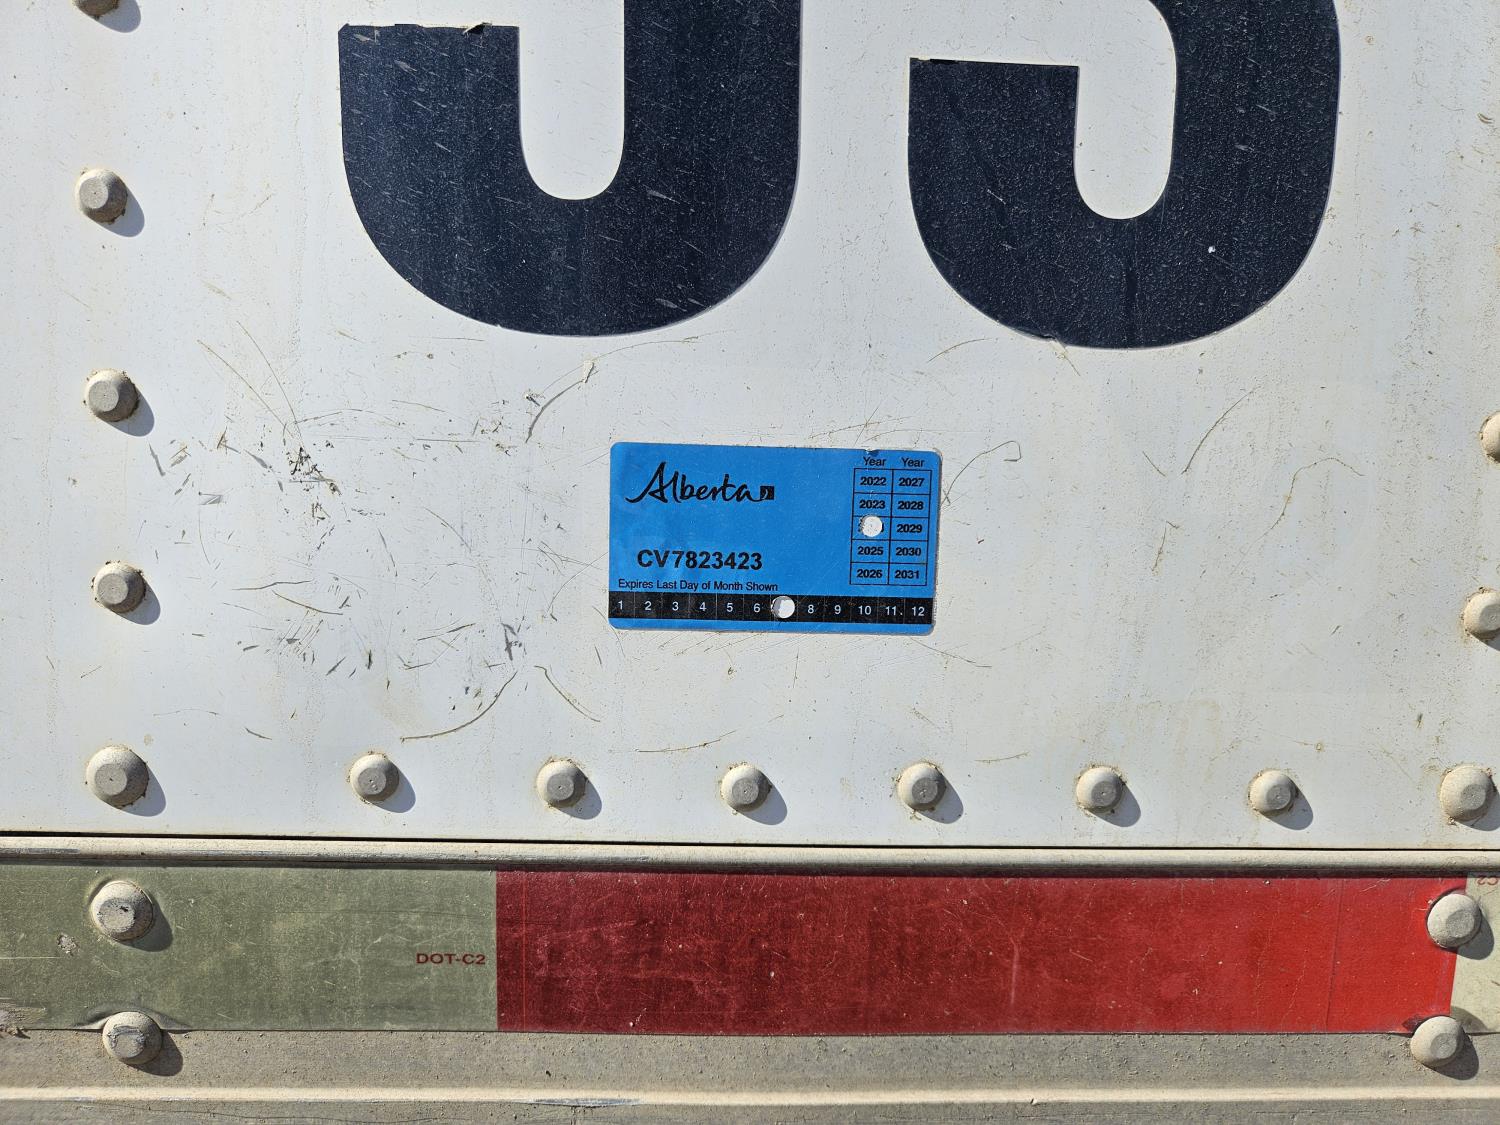 Alberta
Year Year
2022 2027
2023 2028
2029
2025 2030
2026 2031
CV7823423
Expires Last Day of Month Shown
1 2 3 4 5 6 8 9 10 11 12
DOT-C2